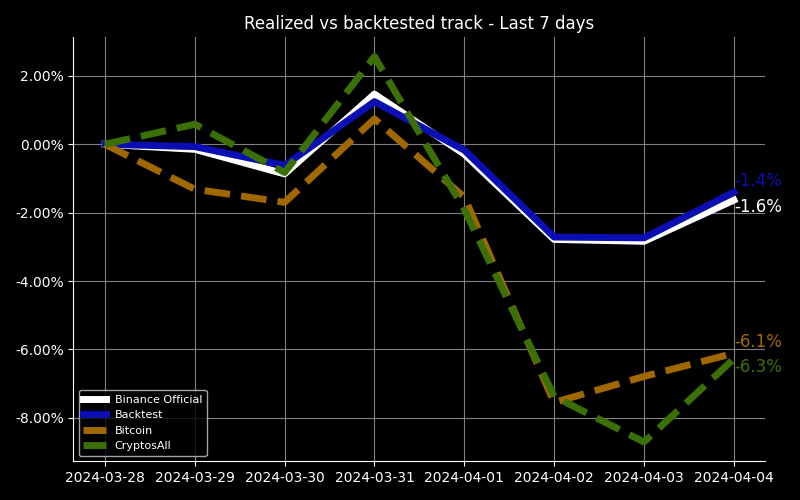 Realized vs backtested track - Last 7 days
2.00%
0.00%
-2.00%
-4.00%
-6.00%
-8.00%
-1.4%
-1.6%
-6.1%
-6.3%
Binance Official
Backtest
Bitcoin
CryptosAll
2024-03-28 2024-03-29 2024-03-30 2024-03-31 2024-04-01 2024-04-02 2024-04-03 2024-04-04